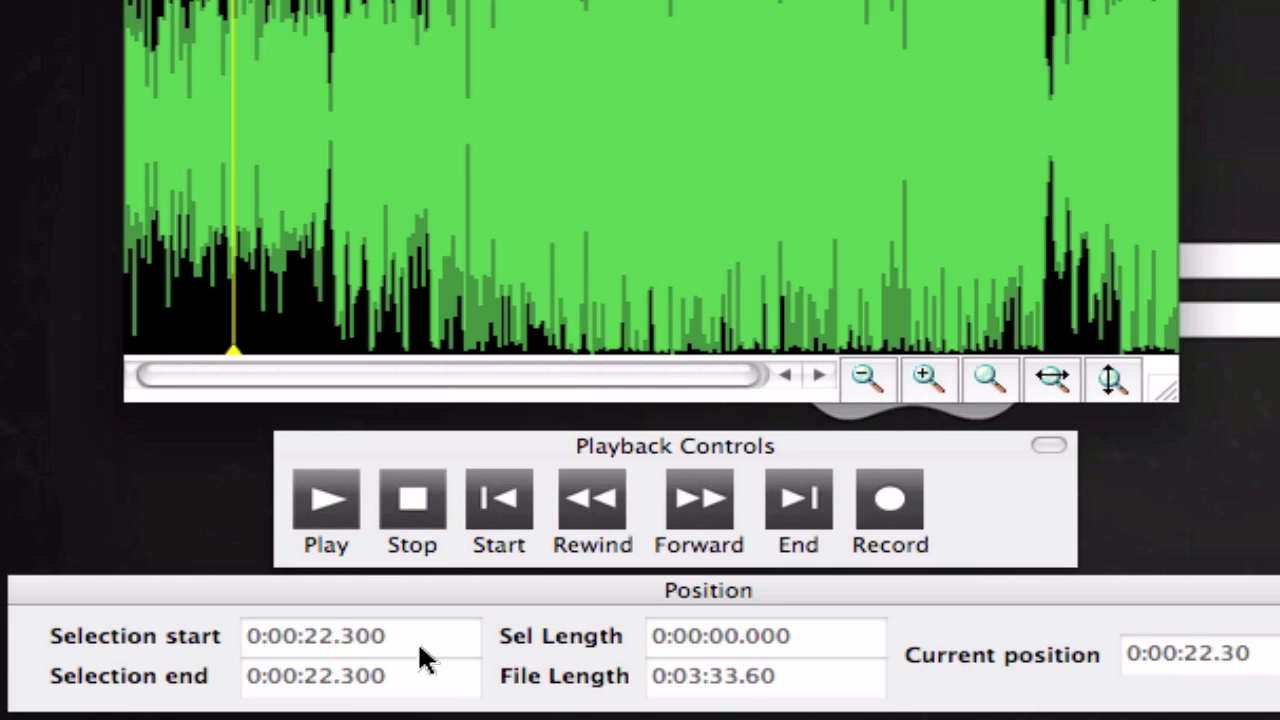 Playback Controls
Play Stop Start Rewind Forward End Record
Position
Selection start 0:00:22.300 Sel Length 0:00:00.000
Current position 0:00:22.30
Selection end 0:00:22.300 File Length 0:03:33.60